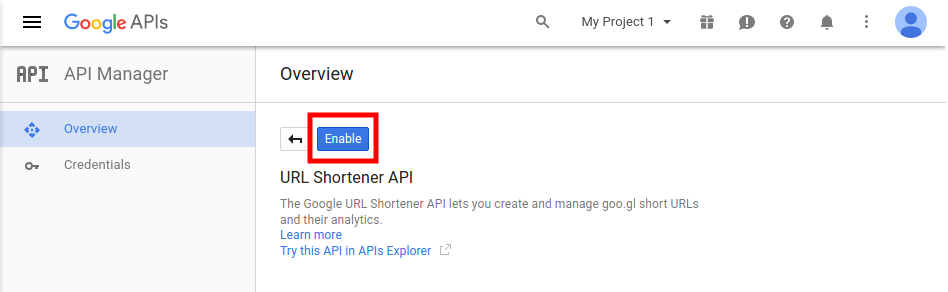 Google APIs
My Project 1
API API Manager
Overview
Credentials
Overview
Enable
URL Shortener API
The Google URL Shortener API lets you create and manage goo.gl short URLs
and their analytics.
Learn more
Try this API in APIs Explorer